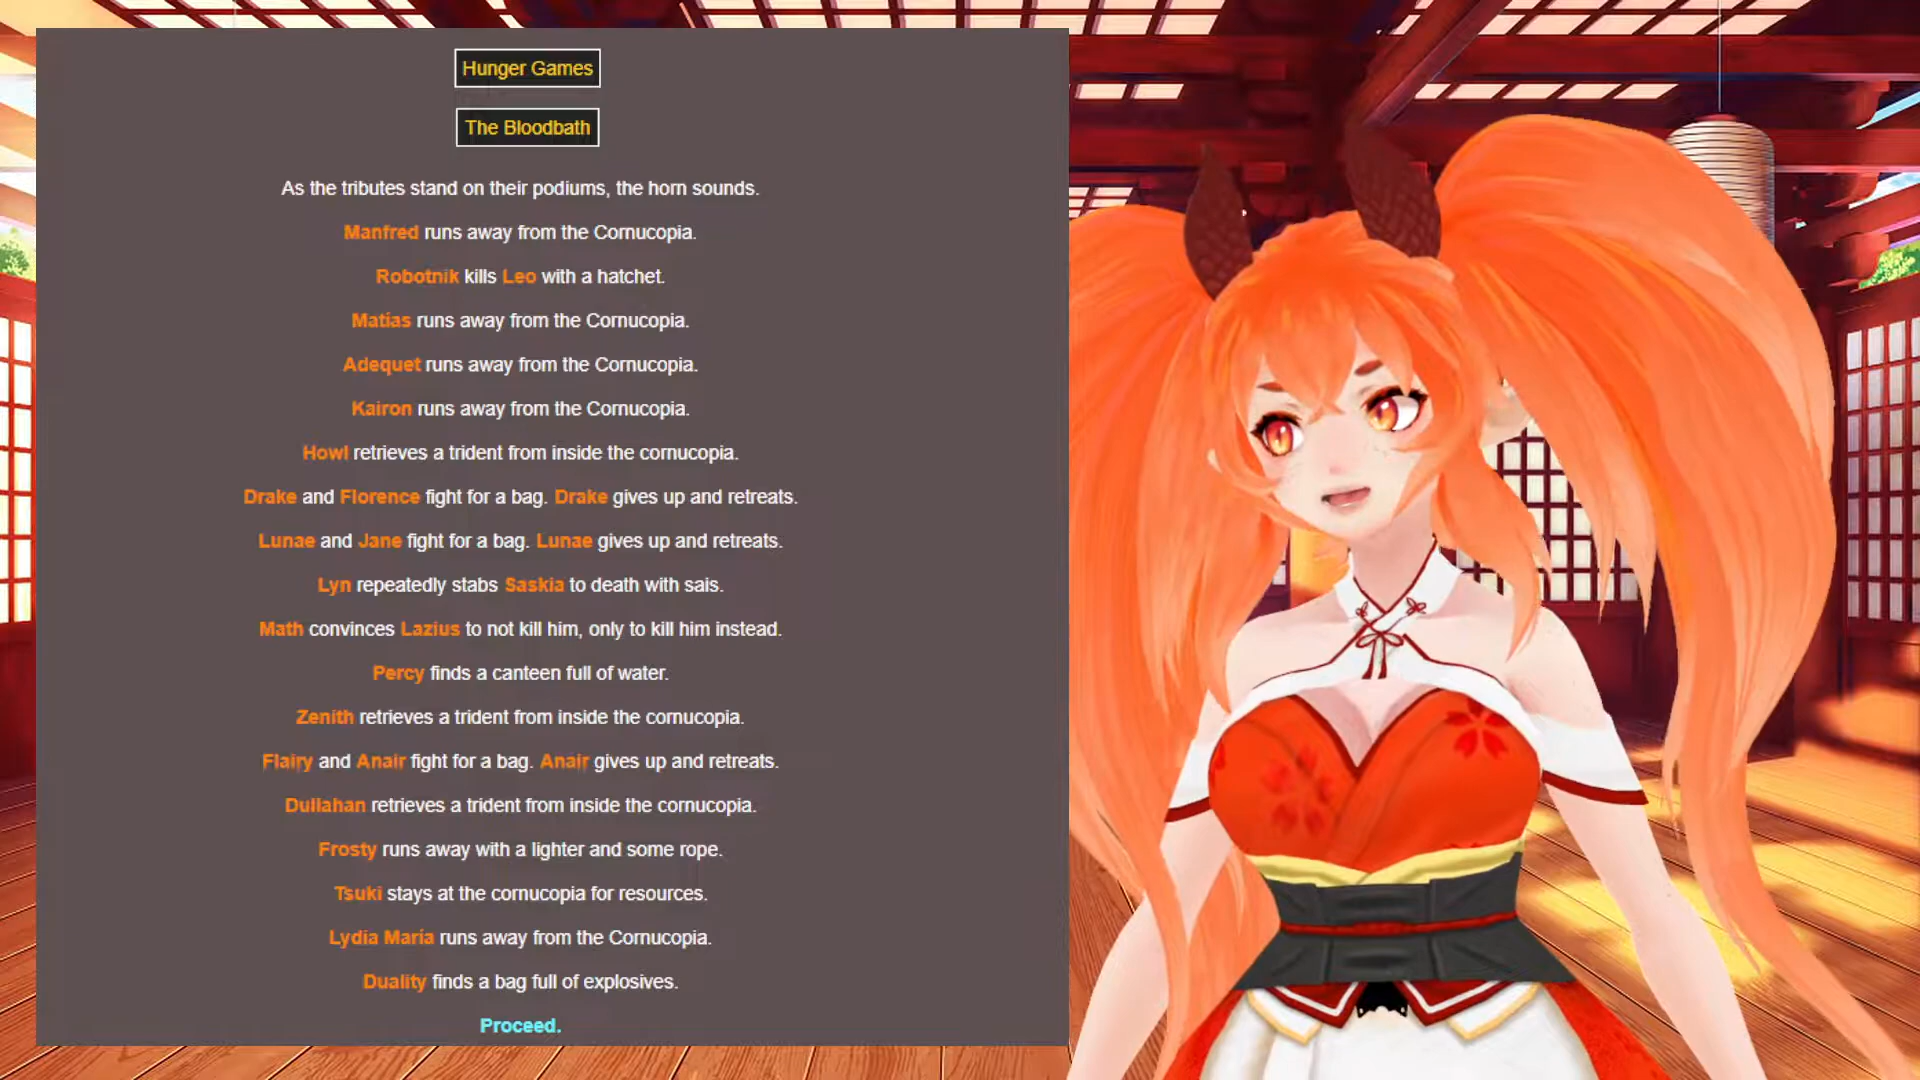 Hunger Games
The Bloodbath
As the tributes stand on their podiums, the horn sounds.
Manfred runs away from the Cornucopia.
Robotnik kills Leo with a hatchet.
Matías runs away from the Cornucopia.
Adequet runs away from the Cornucopia.
Kairon runs away from the Cornucopia.
Howl retrieves a trident from inside the cornucopia.
Drake and Florence fight for a bag. Drake gives up and retreats.
Lunae and Jane fight for a bag. Lunae gives up and retreats.
Lyn repeatedly stabs Saskia to death with sais.
Math convinces Lazius to not kill him, only to kill him instead.
Percy finds a canteen full of water.
Zenith retrieves a trident from inside the cornucopia.
Flairy and Anair fight for a bag. Anair gives up and retreats.
Dullahan retrieves a trident from inside the cornucopia.
Frosty runs away with a lighter and some rope.
Tsuki stays at the cornucopia for resources.
Lydia María runs away from the Cornucopia.
Duality finds a bag full of explosives.
Proceed.